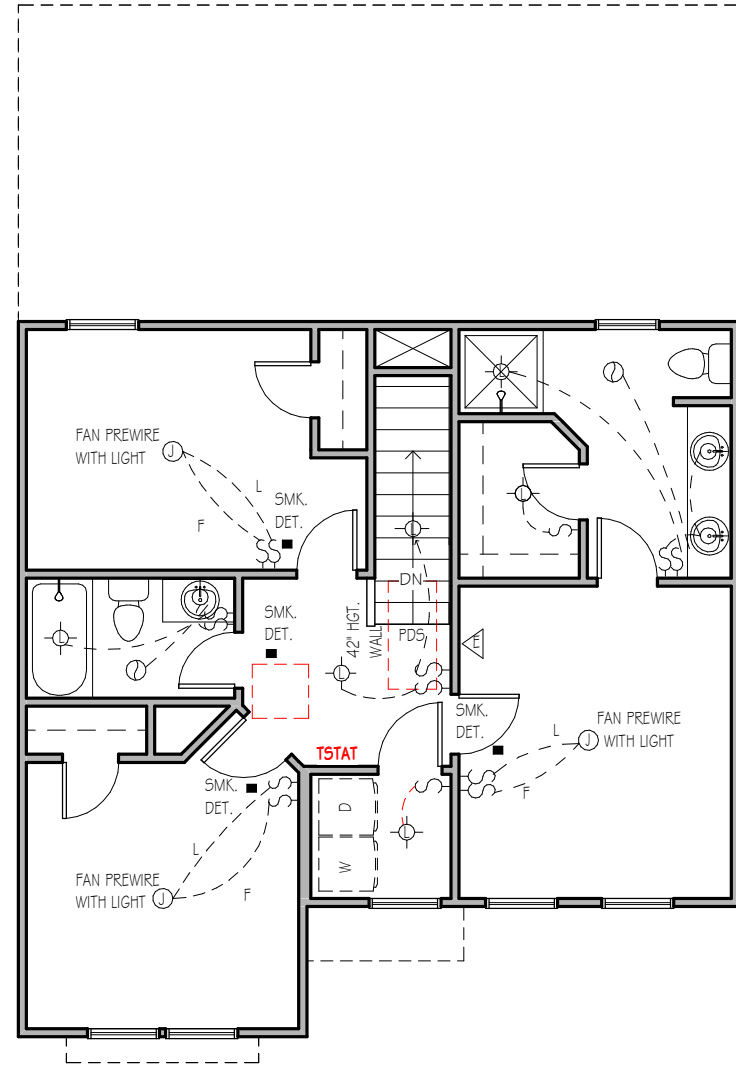 L
FAN PREWIRE
WITH LIGHT
J
L
SMK.
DET.
F
L
L
DN
SMK.
DET.
42" HGT.
WALL
PDS
L
L
E
SMK.
DET.
FAN PREWIRE
WITH LIGHT
J
L
F
TSTAT
SMK.
DET.
D
L
W
L
FAN PREWIRE
WITH LIGHT
J
F